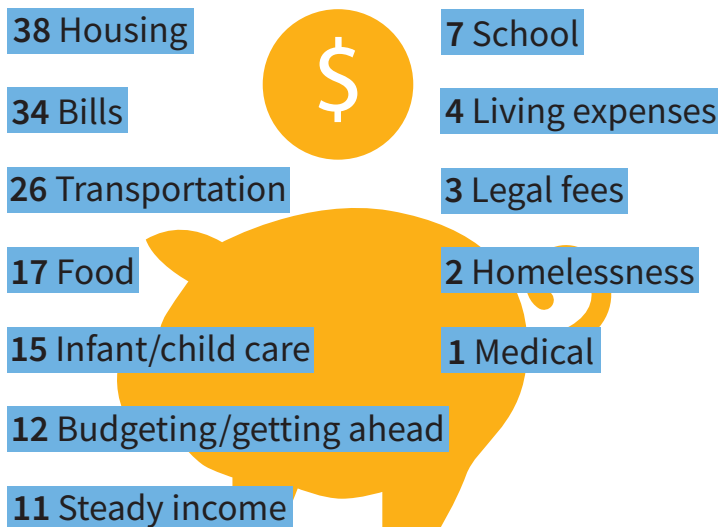 38 Housing
34 Bills
26 Transportation
17 Food
15 Infant/child care
12 Budgeting/getting ahead
11 Steady income
$
7 School
4 Living expenses
3 Legal fees
2 Homelessness
1 Medical